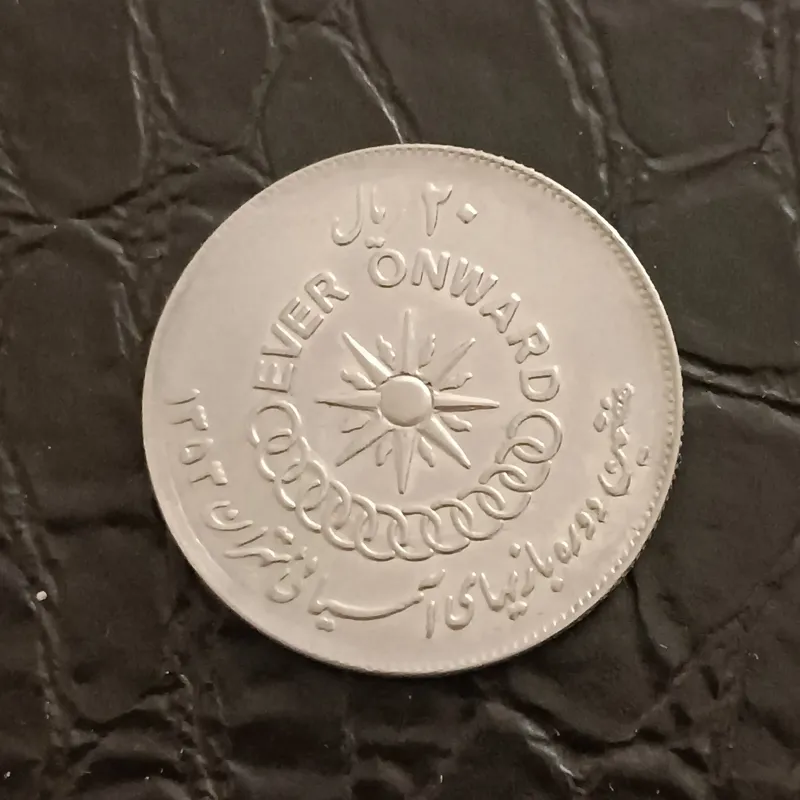 ۲۰ ریال
EVER ONWARD
هفتمین دوره بازیهای آسیائی تهران ۱۳۵۳